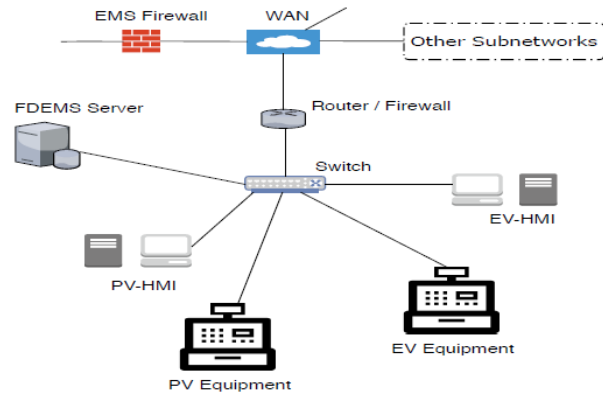 EMS Firewall
WAN
Other Subnetworks
Router / Firewall
FDEMS Server
Switch
EV-HMI
PV-HMI
EV Equipment
PV Equipment